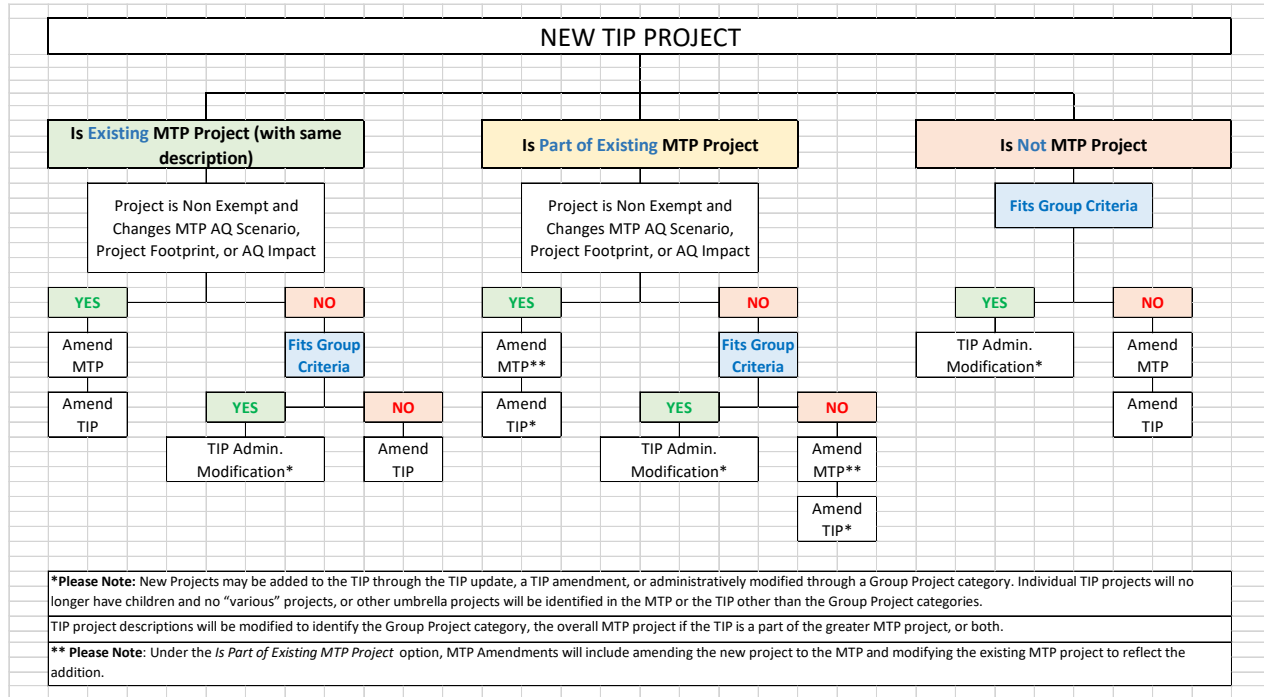 NEW TIP PROJECT
Is Existing MTP Project (with same
description)
Is Part of Existing MTP Project
Is Not MTP Project
Project is Non Exempt and
Changes MTP AQ Scenario,
Project Footprint, or AQ Impact
Project is Non Exempt and
Changes MTP AQ Scenario,
Project Footprint, or AQ Impact
Fits Group Criteria
YES
NO
YES
NO
YES
NO
Amend
MTP
Fits Group
Criteria
Amend
MTP**
Fits Group
Criteria
TIP Admin.
Modification*
Amend
MTP
Amend
TIP
YES
NO
Amend
TIP*
YES
NO
Amend
TIP
TIP Admin.
Modification*
Amend
TIP
TIP Admin.
Modification*
Amend
MTP**
Amend
TIP*
*Please Note: New Projects may be added to the TIP through the TIP update, a TIP amendment, or administratively modified through a Group Project category. Individual TIP projects will no
longer have children and no “various” projects, or other umbrella projects will be identified in the MTP or the TIP other than the Group Project categories.
TIP project descriptions will be modified to identify the Group Project category, the overall MTP project if the TIP is a part of the greater MTP project, or both.
** Please Note: Under the Is Part of Existing MTP Project option, MTP Amendments will include amending the new project to the MTP and modifying the existing MTP project to reflect the
addition.